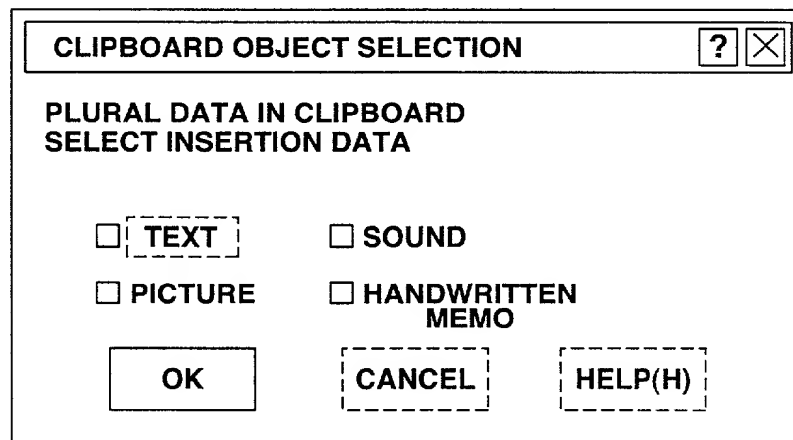 CLIPBOARD OBJECT SELECTION ?
PLURAL DATA IN CLIPBOARD
SELECT INSERTION DATA
TEXT SOUND
PICTURE HANDWRITTEN
MEMO
OK CANCEL HELP(H)